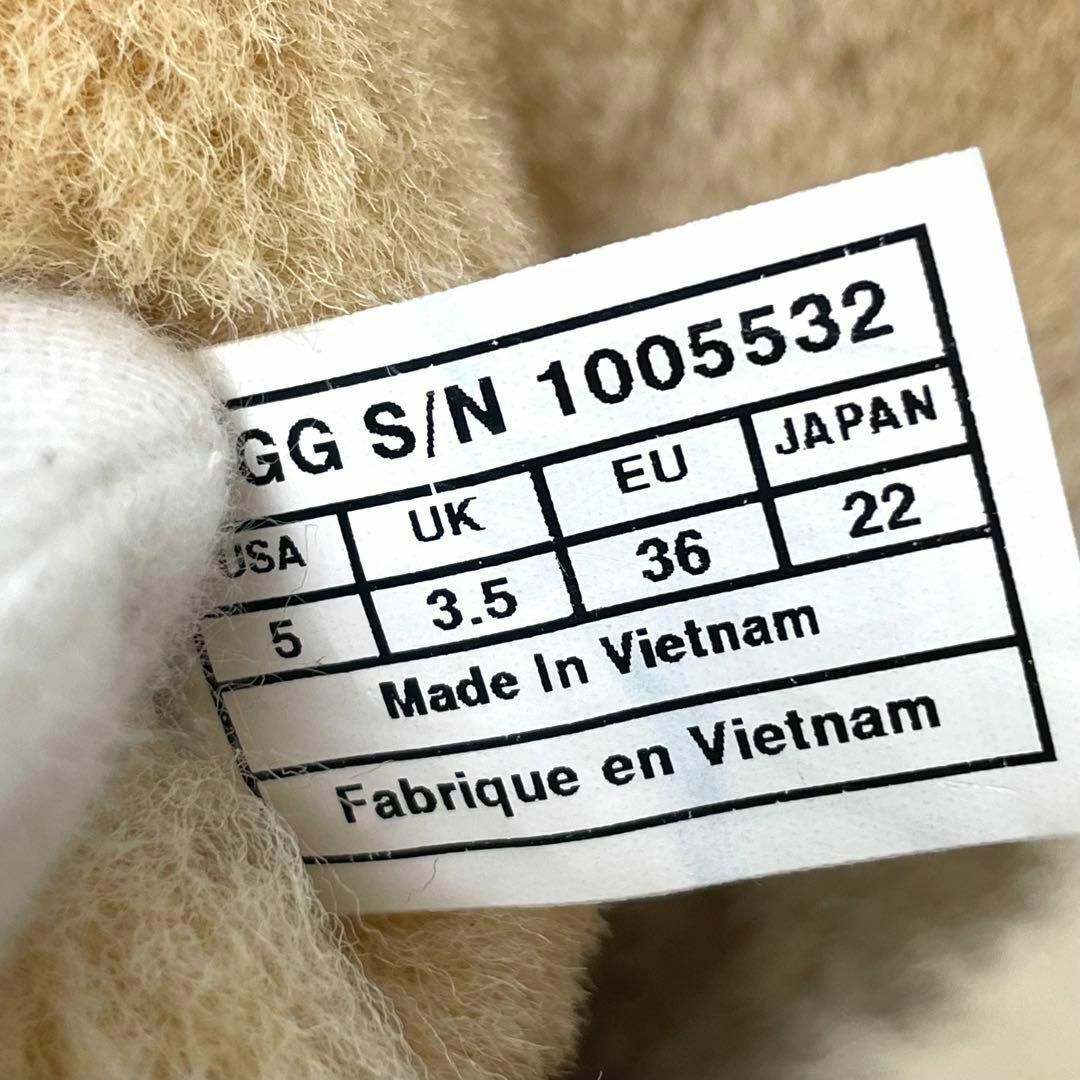 GG S/N 1005532
USA UK EU JAPAN
5 3.5 36 22
Made In Vietnam
Fabrique en Vietnam